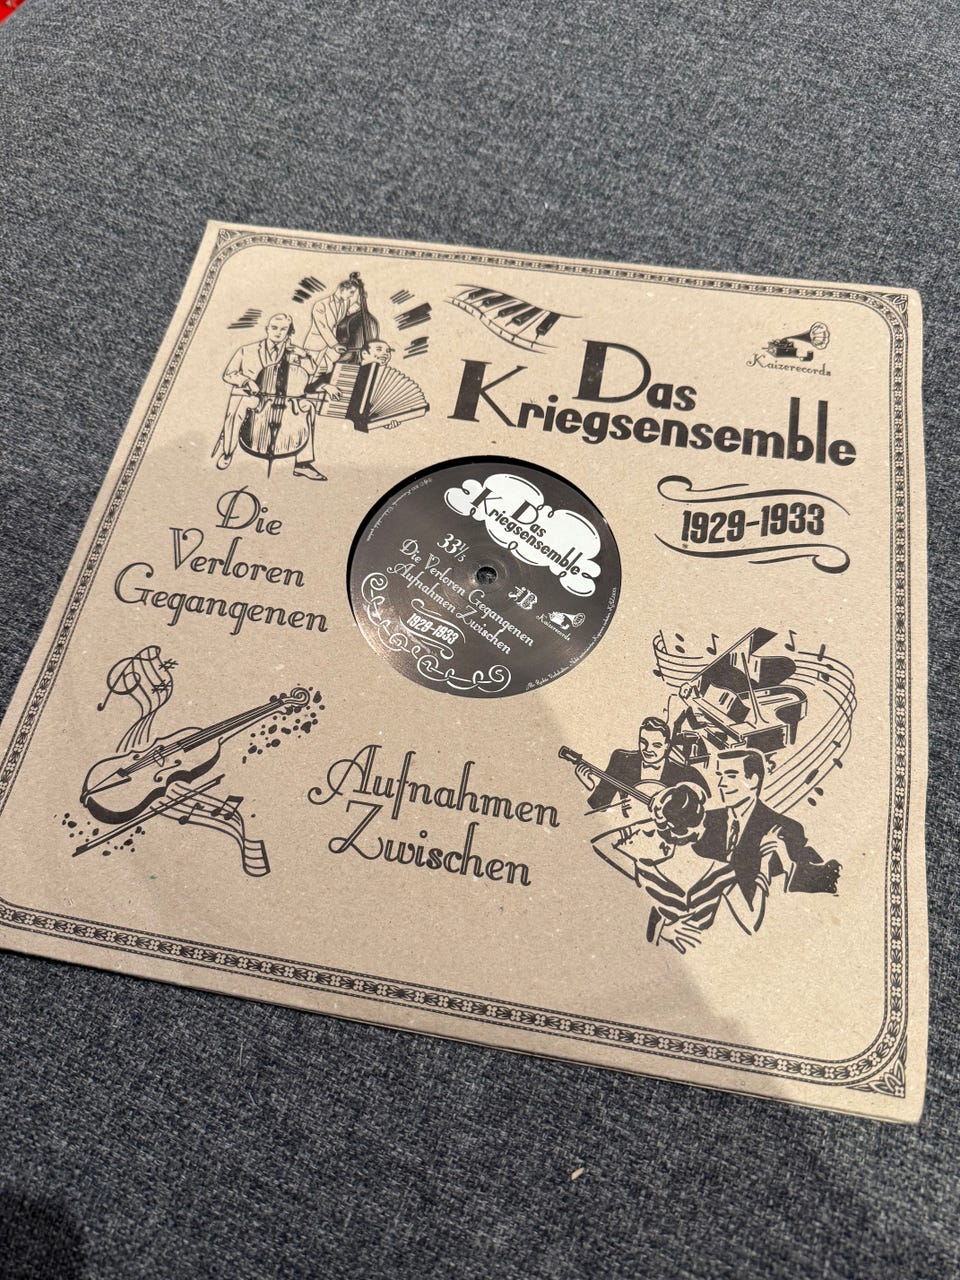 Kaizerecords
Das
Kriegsensemble
1929-1933
Die
Verloren
Gegangenen
Das
Kriegsensemble
33⅓
B
Die Verloren Gegangenen
Aufnahmen Zwischen
1929-1933
Kaizerecords
Aufnahmen
Zwischen